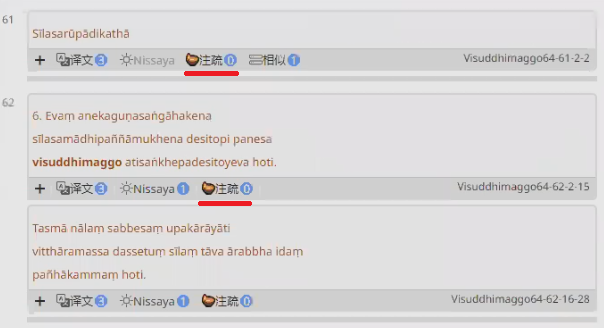 61
Sīlasarūpādikathā
+ 译文 3 Nissaya 注疏 0 相似 1 Visuddhimaggo64-61-2-2
62
6. Evaṃ anekaguṇasaṅgāhakena
sīlasamādhipaññāmukhena desitopi panesa
visuddhimaggo atisaṅkhepadesitoyeva hoti.
+ 译文 3 Nissaya 1 注疏 0 Visuddhimaggo64-62-2-15
Tasmā nālaṃ sabbesaṃ upakārāyāti
vitthāramassa dassetuṃ sīlaṃ tāva ārabbha idaṃ
pañhākammaṃ hoti.
+ 译文 3 Nissaya 1 注疏 0 Visuddhimaggo64-62-16-28